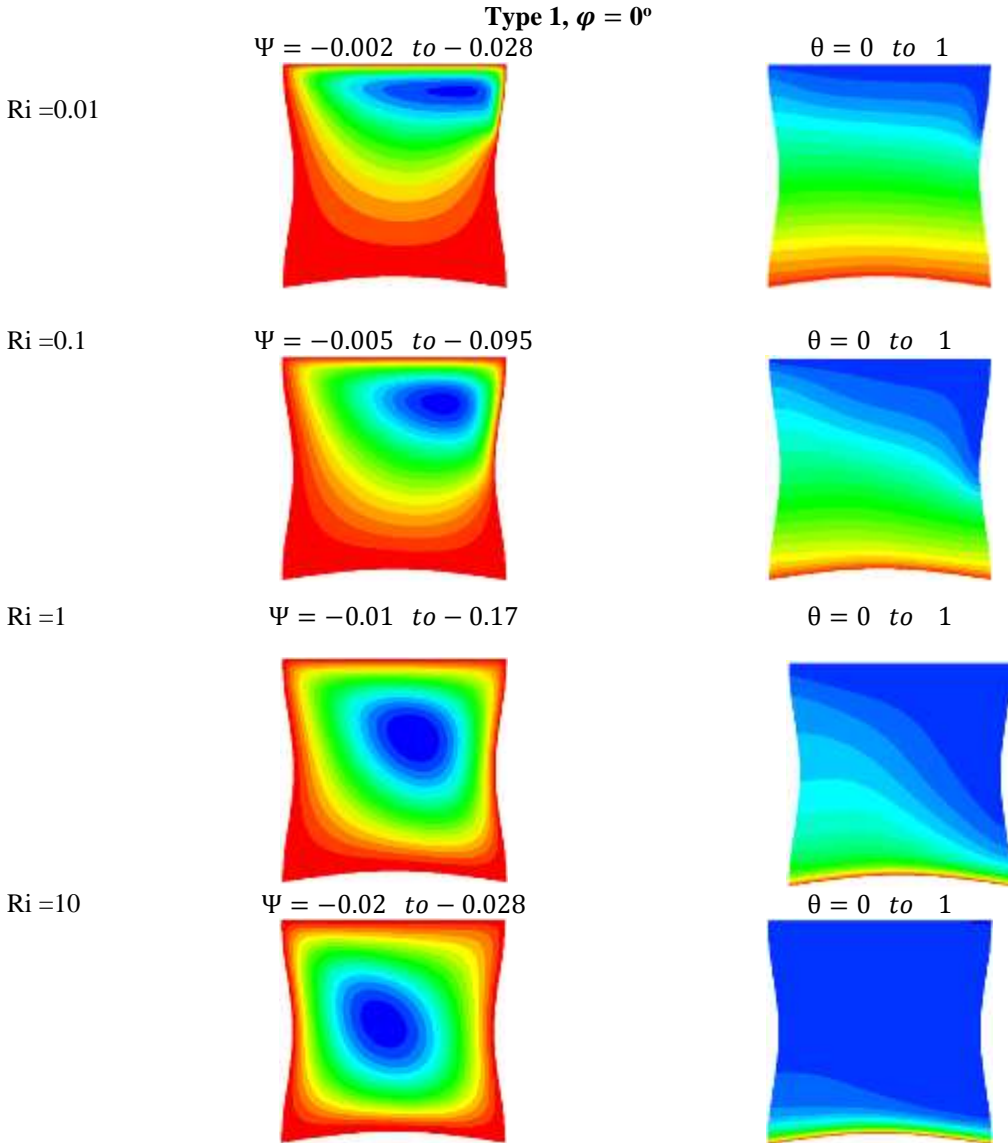 Type 1, 𝝋 = 0°
Ψ = −0.002 to − 0.028 θ = 0 to 1
Ri =0.01
Ri =0.1 Ψ = −0.005 to − 0.095 θ = 0 to 1
Ri =1 Ψ = −0.01 to − 0.17 θ = 0 to 1
Ri =10 Ψ = −0.02 to − 0.028 θ = 0 to 1